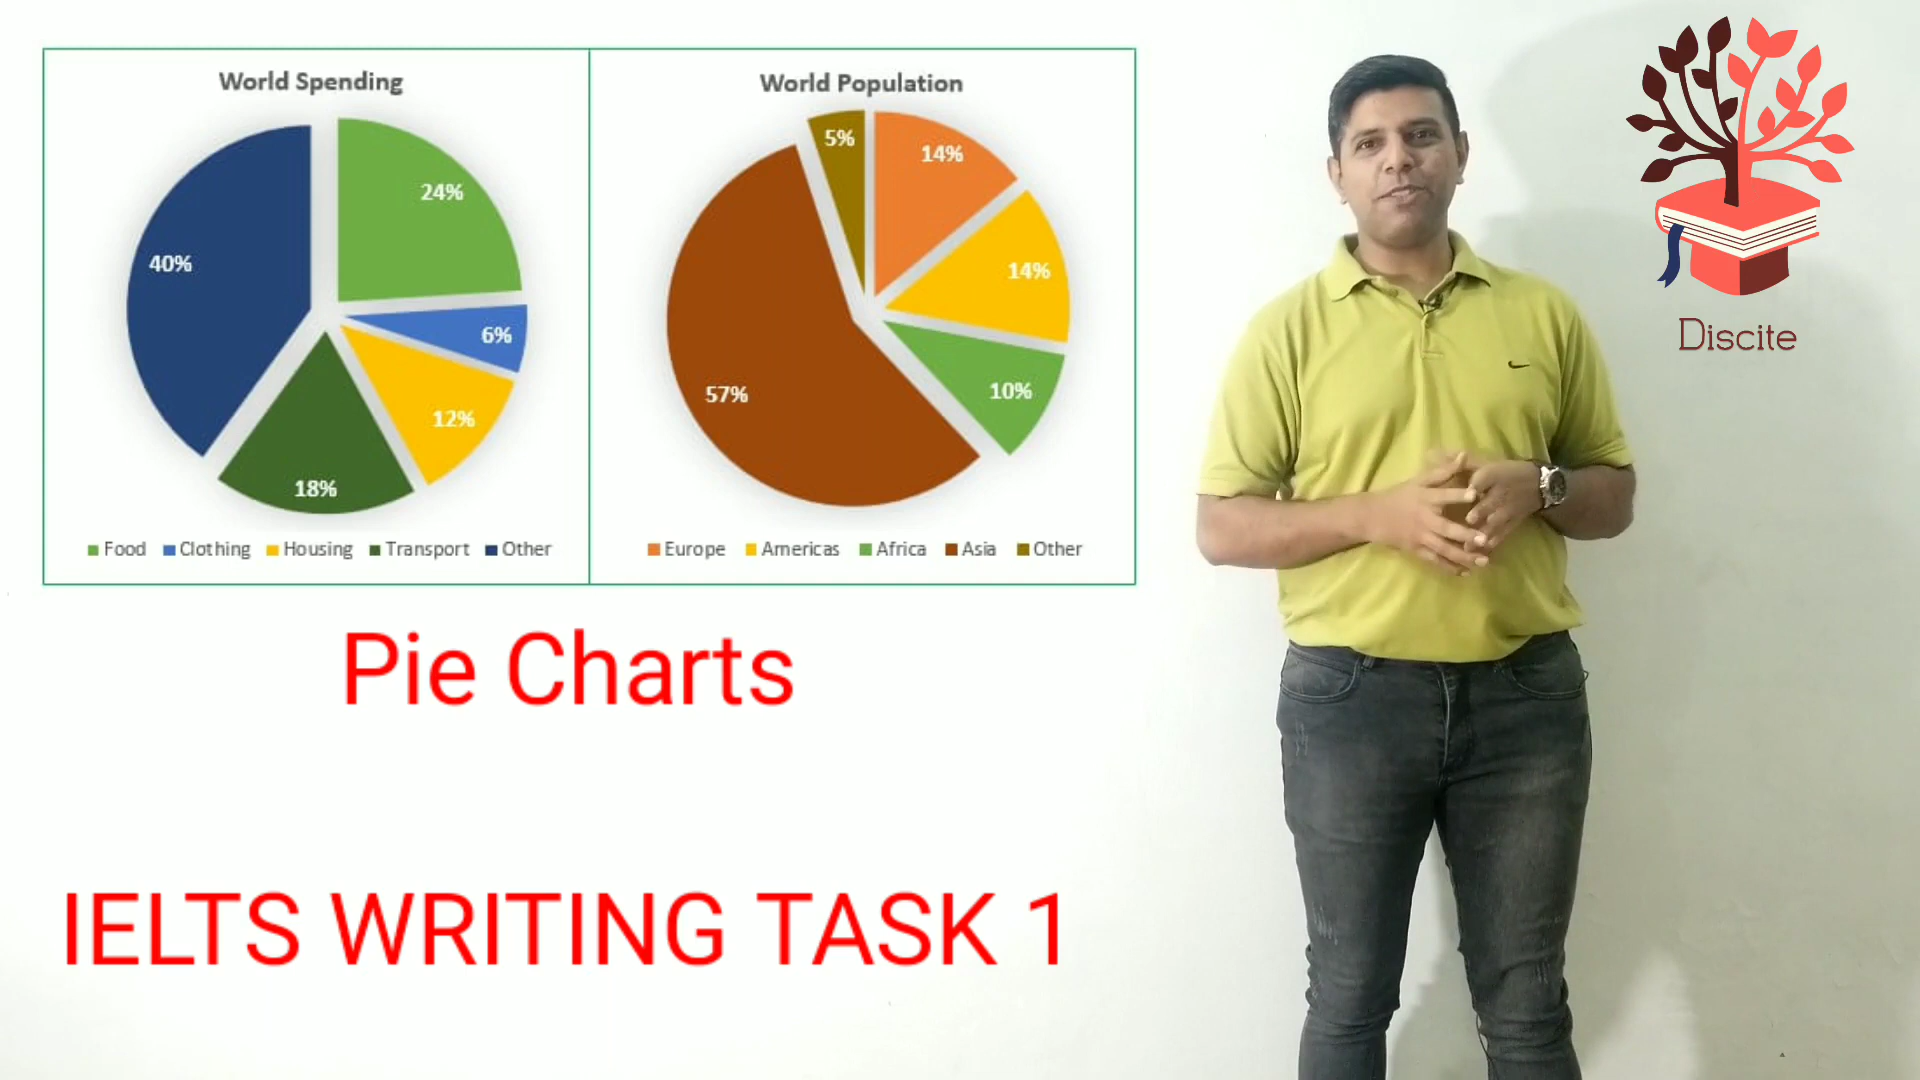 World Spending
24%
40%
6%
12%
18%
Food Clothing Housing Transport Other
World Population
5%
14%
14%
10%
57%
Europe Americas Africa Asia Other
Pie Charts
IELTS WRITING TASK 1
Discite